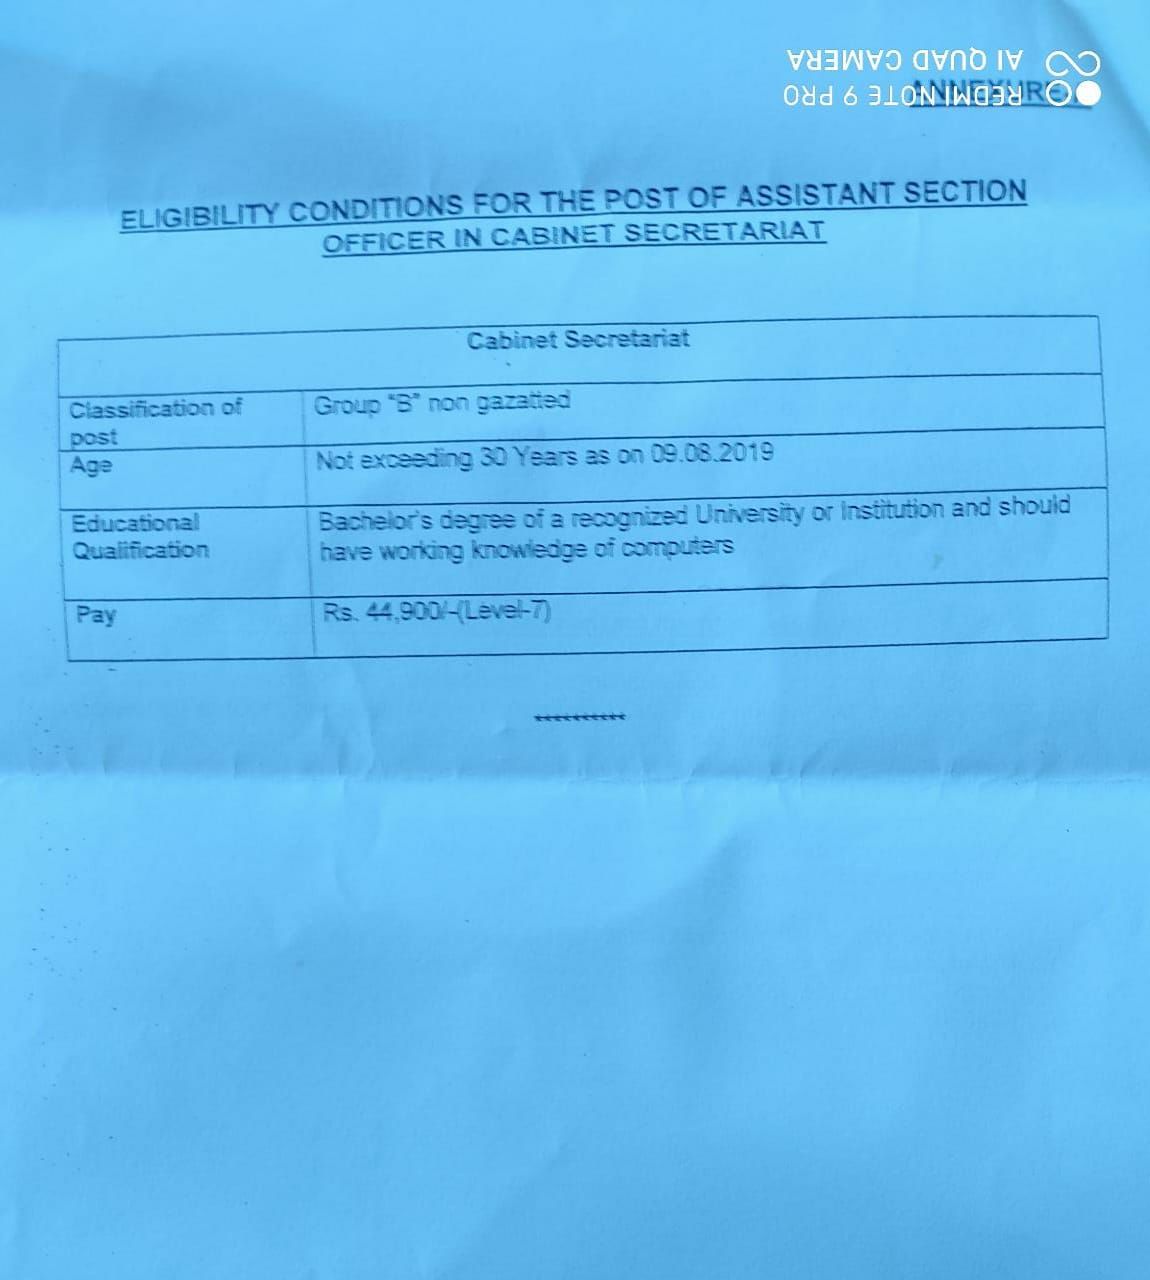 AI QUAD CAMERA
REDMI NOTE 9 PRO
ANNEXURE
ELIGIBILITY CONDITIONS FOR THE POST OF ASSISTANT SECTION
OFFICER IN CABINET SECRETARIAT
Cabinet Secretariat
Classification of
post
Group "B" non gazatted
Age
Not exceeding 30 Years as on 09.08.2019
Educational
Qualification
Bachelor's degree of a recognized University or Institution and should
have working knowledge of computers
Pay
Rs. 44,900/-(Level-7)
**********